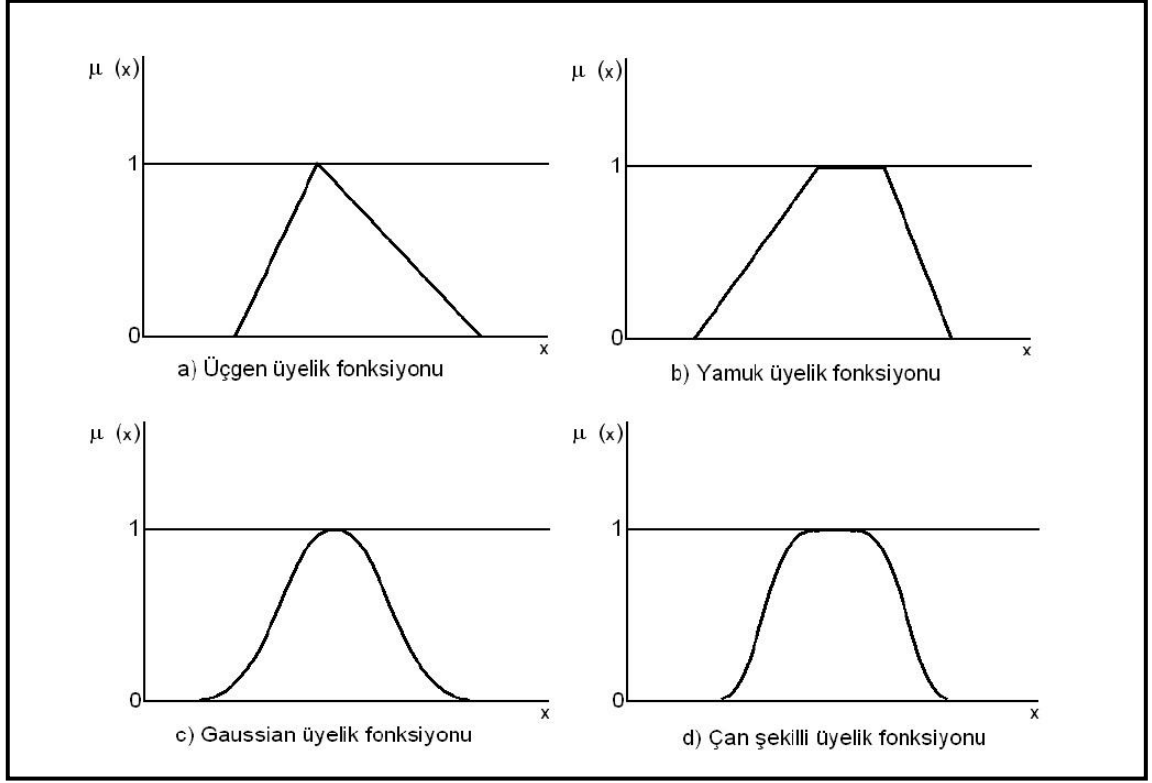 μ (x)
1
0
x
a) Üçgen üyelik fonksiyonu
μ (x)
1
0
x
b) Yamuk üyelik fonksiyonu
μ (x)
1
0
x
c) Gaussian üyelik fonksiyonu
μ (x)
1
0
x
d) Çan şekilli üyelik fonksiyonu